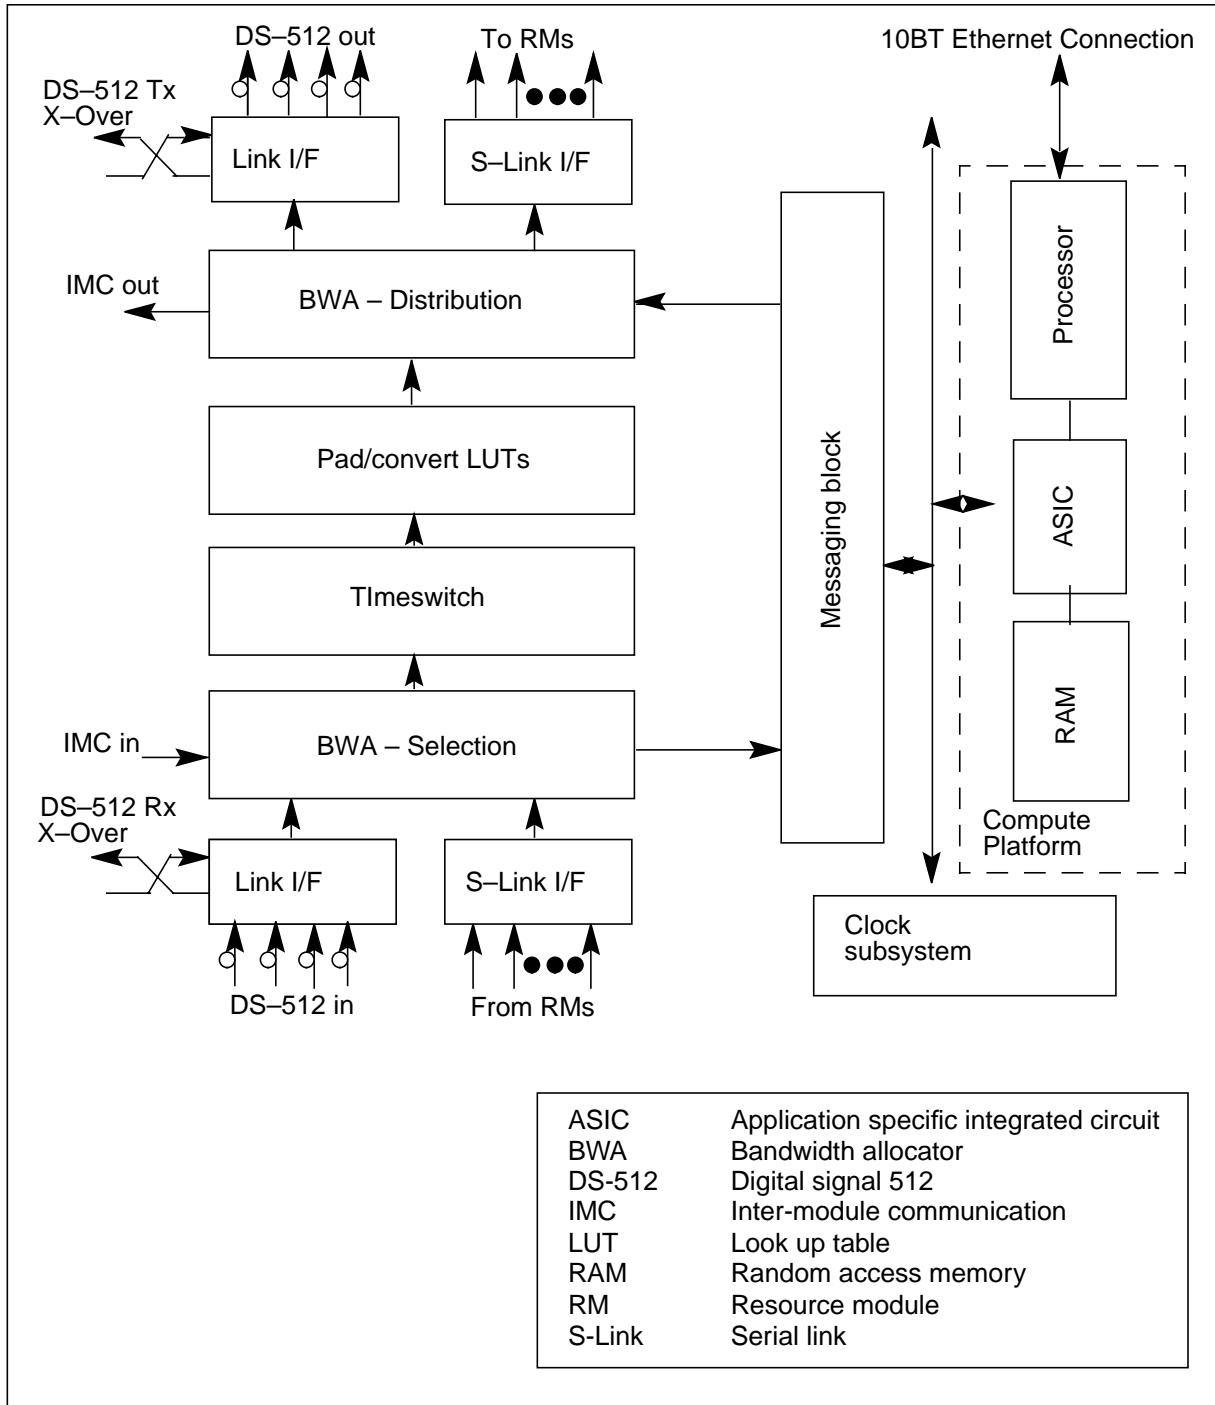 DS–512 out
To RMs
10BT Ethernet Connection
DS–512 Tx
X–Over
Link I/F
S–Link I/F
Processor
IMC out
BWA – Distribution
Pad/convert LUTs
Messaging block
ASIC
TImeswitch
RAM
IMC in
BWA – Selection
DS–512 Rx
X–Over
Compute
Platform
Link I/F
S–Link I/F
Clock
subsystem
DS–512 in
From RMs
ASIC Application specific integrated circuit
BWA Bandwidth allocator
DS-512 Digital signal 512
IMC Inter-module communication
LUT Look up table
RAM Random access memory
RM Resource module
S-Link Serial link